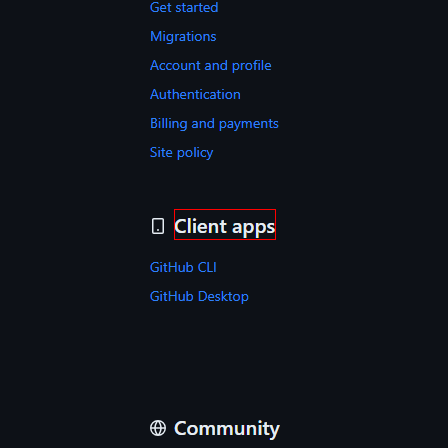 Get started
Migrations
Account and profile
Authentication
Billing and payments
Site policy
Client apps
GitHub CLI
GitHub Desktop
Community